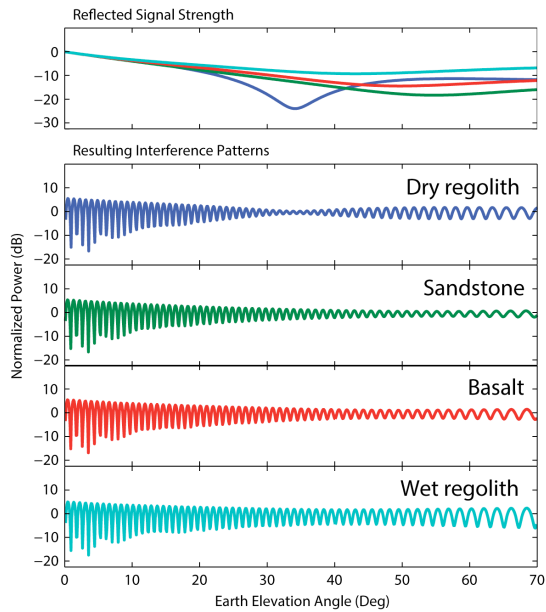 Reflected Signal Strength
0
−10
−20
−30
Resulting Interference Patterns
Normalized Power (dB)
10
0
−10
−20
Dry regolith
10
0
−10
−20
Sandstone
10
0
−10
−20
Basalt
10
0
−10
−20
Wet regolith
0 10 20 30 40 50 60 70
Earth Elevation Angle (Deg)